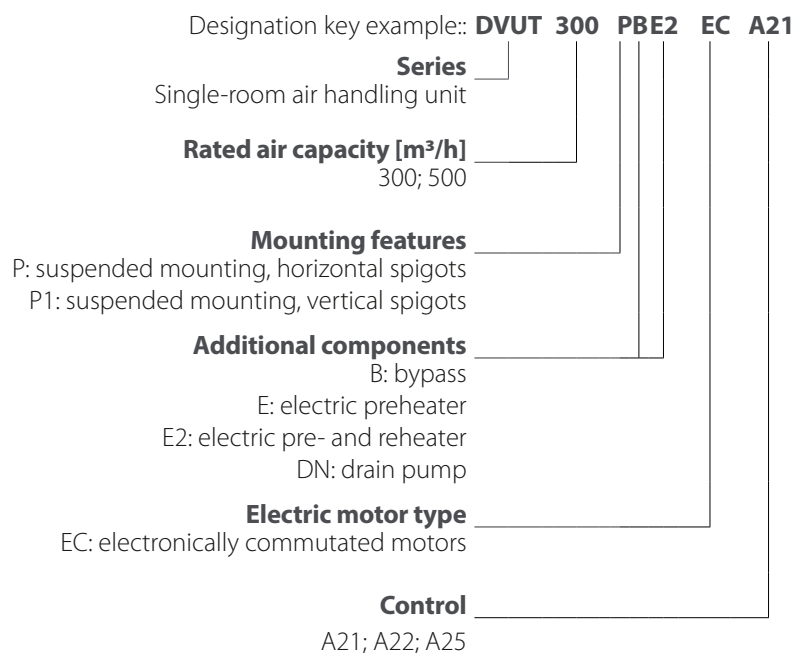 Designation key example:: DVUT 300 PBE2 EC A21
Series
Single-room air handling unit
Rated air capacity [m³/h]
300; 500
Mounting features
P: suspended mounting, horizontal spigots
P1: suspended mounting, vertical spigots
Additional components
B: bypass
E: electric preheater
E2: electric pre- and reheater
DN: drain pump
Electric motor type
EC: electronically commutated motors
Control
A21; A22; A25